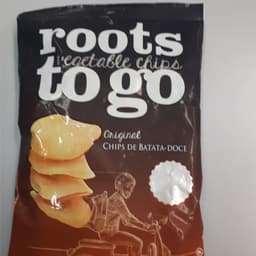 roots
vegetable chips
to go
Original
CHIPS DE BATATA-DOCE